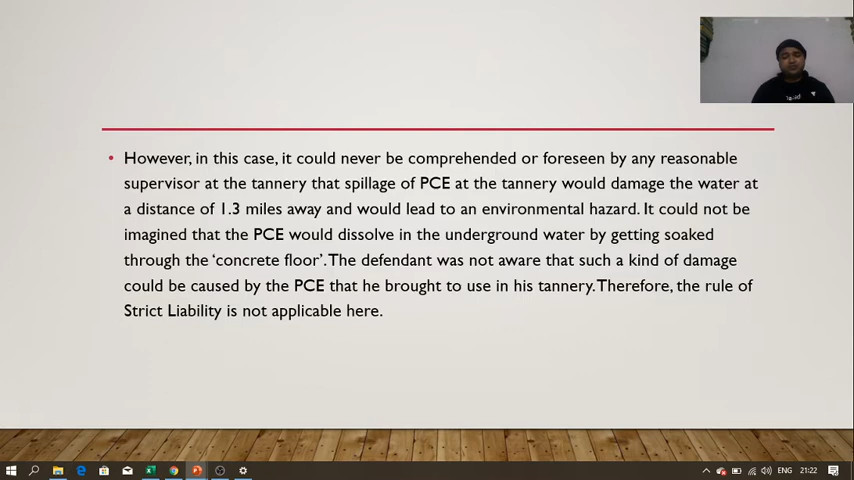 • However, in this case, it could never be comprehended or foreseen by any reasonable
supervisor at the tannery that spillage of PCE at the tannery would damage the water at
a distance of 1.3 miles away and would lead to an environmental hazard. It could not be
imagined that the PCE would dissolve in the underground water by getting soaked
through the ‘concrete floor’. The defendant was not aware that such a kind of damage
could be caused by the PCE that he brought to use in his tannery. Therefore, the rule of
Strict Liability is not applicable here.
ENG
21:22